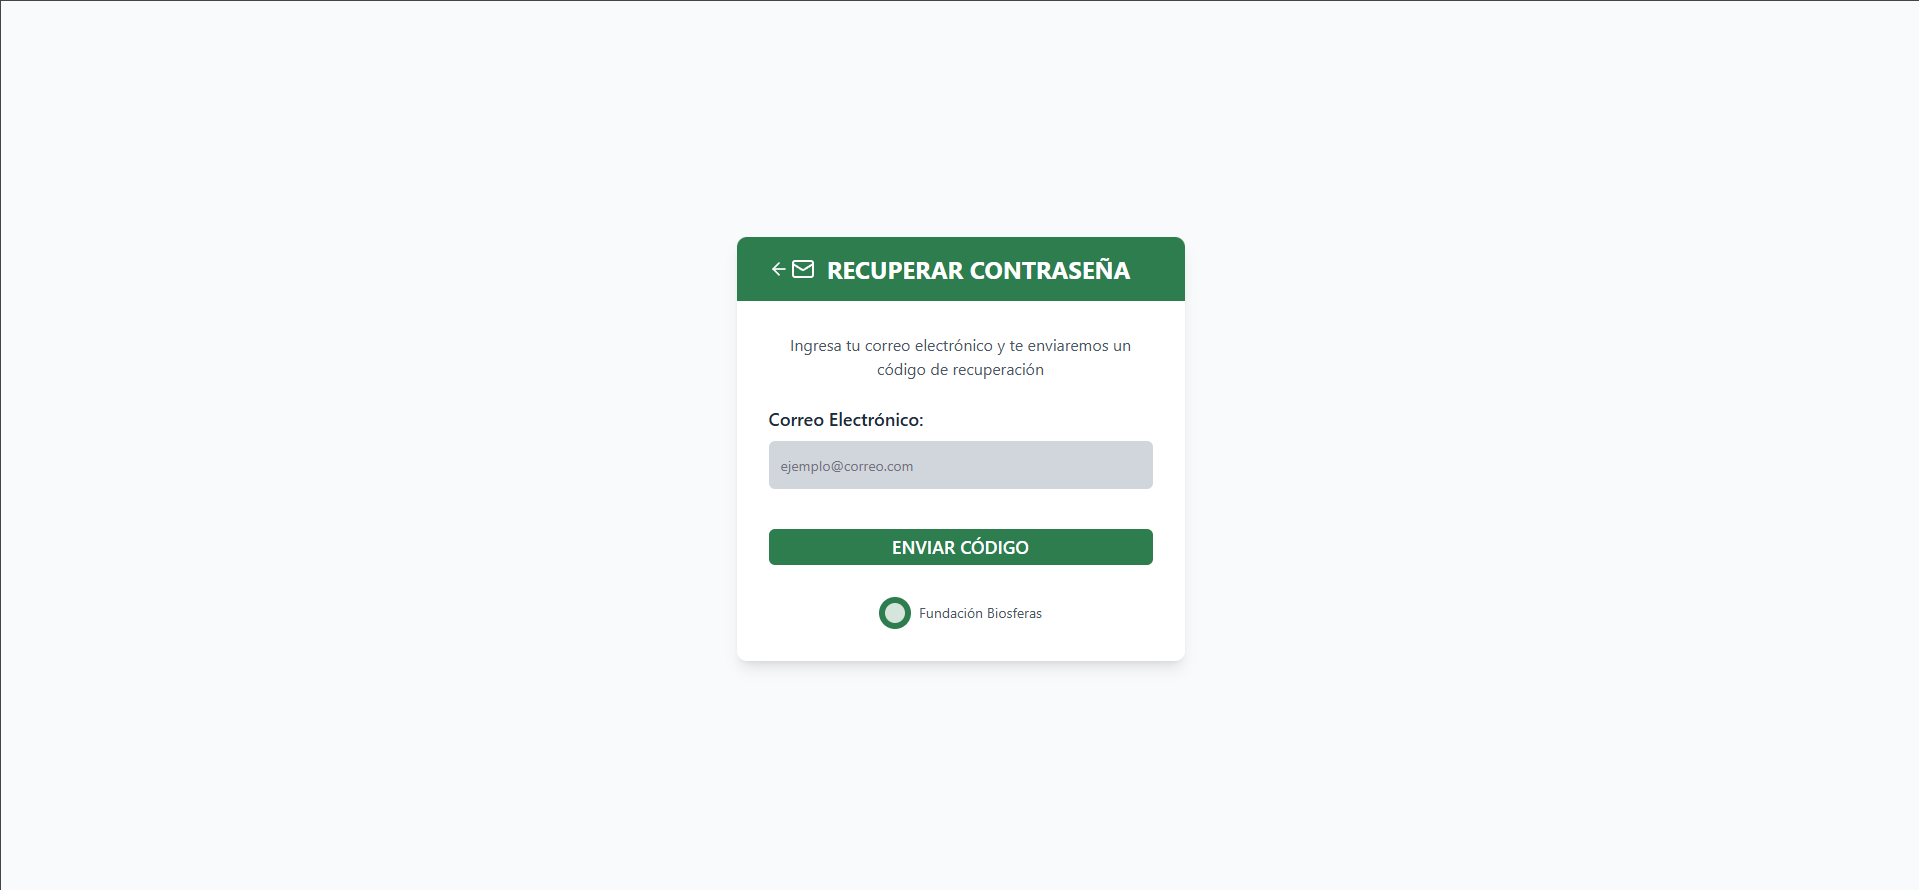 RECUPERAR CONTRASEÑA
Ingresa tu correo electrónico y te enviaremos un
código de recuperación
Correo Electrónico:
ejemplo@correo.com
ENVIAR CÓDIGO
Fundación Biosferas